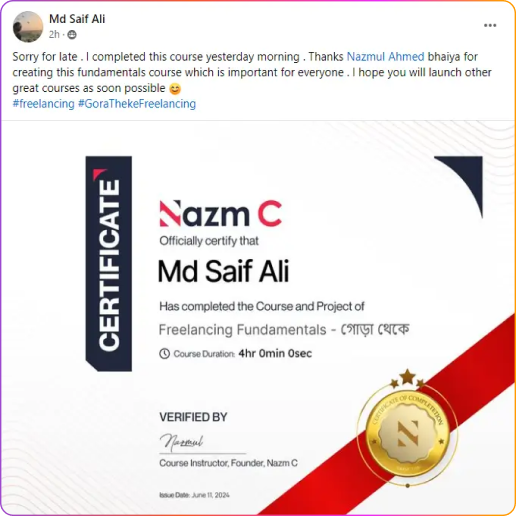 Md Saif Ali
2h ·
Sorry for late . I completed this course yesterday morning . Thanks Nazmul Ahmed bhaiya for
creating this fundamentals course which is important for everyone . I hope you will launch other
great courses as soon possible 😊
#freelancing #GoraThekeFreelancing
CERTIFICATE
Nazm C
Officially certify that
Md Saif Ali
Has completed the Course and Project of
Freelancing Fundamentals - গোড়া থেকে
Course Duration: 4hr 0min 0sec
CERTIFICATE OF COMPLETION
N
VERIFIED BY
Nazmul
Course Instructor, Founder, Nazm C
Issue Date: June 11, 2024